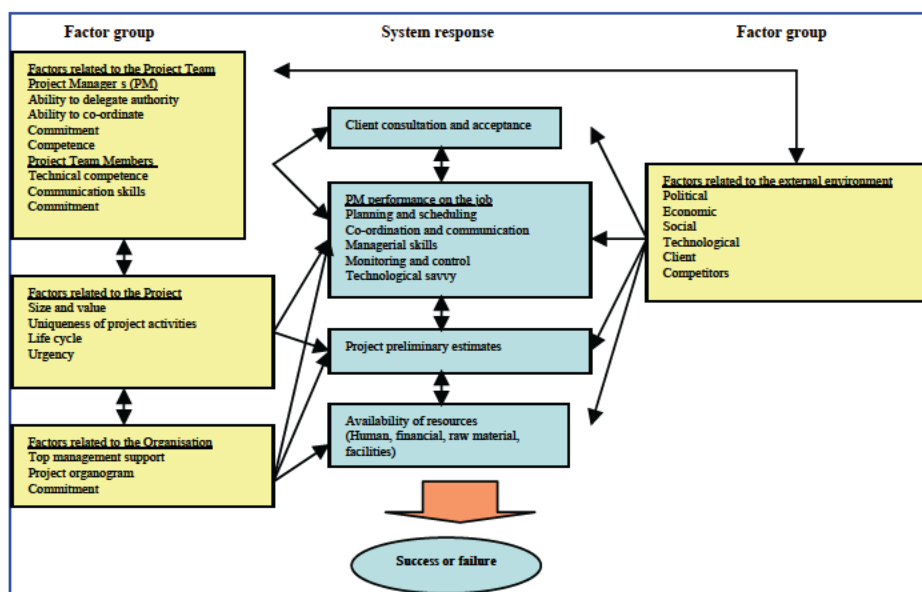 Factor group
System response
Factor group
Factors related to the Project Team
Project Manager s (PM)
Ability to delegate authority
Ability to co-ordinate
Commitment
Competence
Project Team Members
Technical competence
Communication skills
Commitment
Factors related to the Project
Size and value
Uniqueness of project activities
Life cycle
Urgency
Factors related to the Organisation
Top management support
Project organogram
Commitment
Client consultation and acceptance
PM performance on the job
Planning and scheduling
Co-ordination and communication
Managerial skills
Monitoring and control
Technological savvy
Project preliminary estimates
Availability of resources
(Human, financial, raw material,
facilities)
Success or failure
Factors related to the external environment
Political
Economic
Social
Technological
Client
Competitors